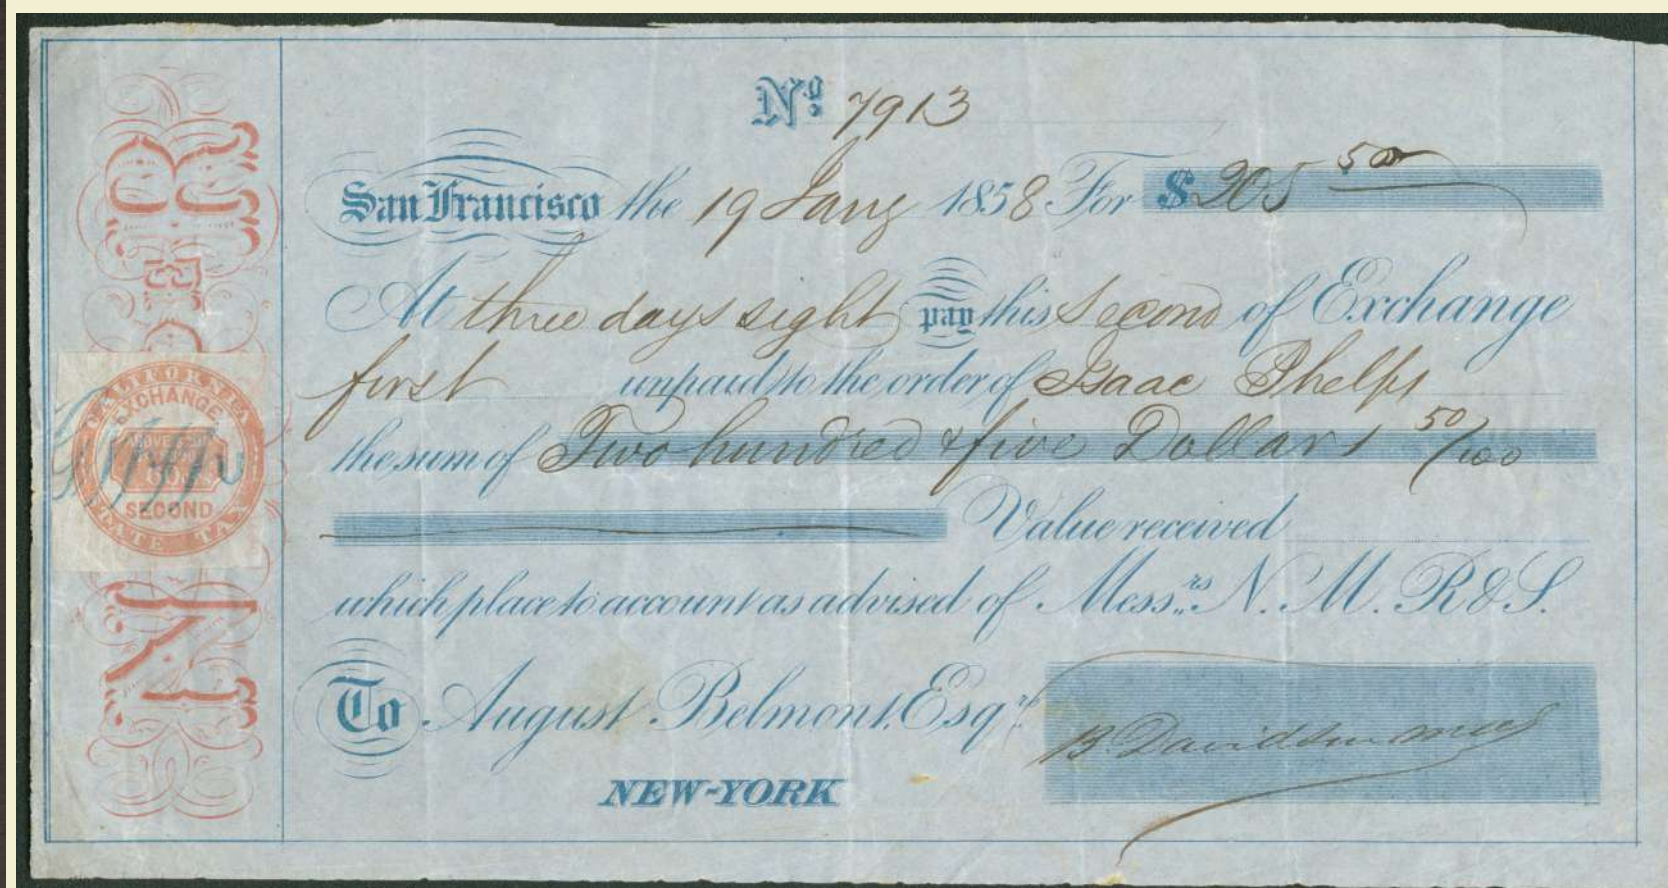 Nº 7913
San Francisco the 19 Jany 1858 For $205 50
At three days sight pay this Second of Exchange
first unpaid to the order of Isaac Phelps
the sum of Two hundred & five Dollars 50/100
Value received
which place to account as advised of Mess.rs N. M. R & S.
To August Belmont, Esqr.
NEW-YORK
B Davidson
CALIFORNIA
EXCHANGE
SECOND
STATE TAX